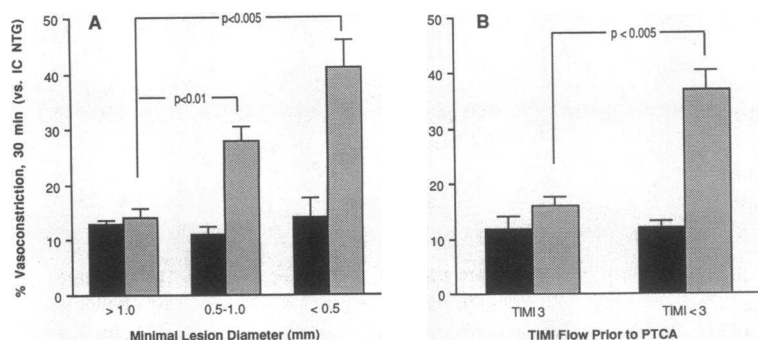 A
% Vasoconstriction, 30 min (vs. IC NTG)
50
40
30
20
10
0
p<0.005
p<0.01
> 1.0
0.5-1.0
< 0.5
Minimal Lesion Diameter (mm)
B
50
40
30
20
10
0
p < 0.005
TIMI 3
TIMI < 3
TIMI Flow Prior to PTCA